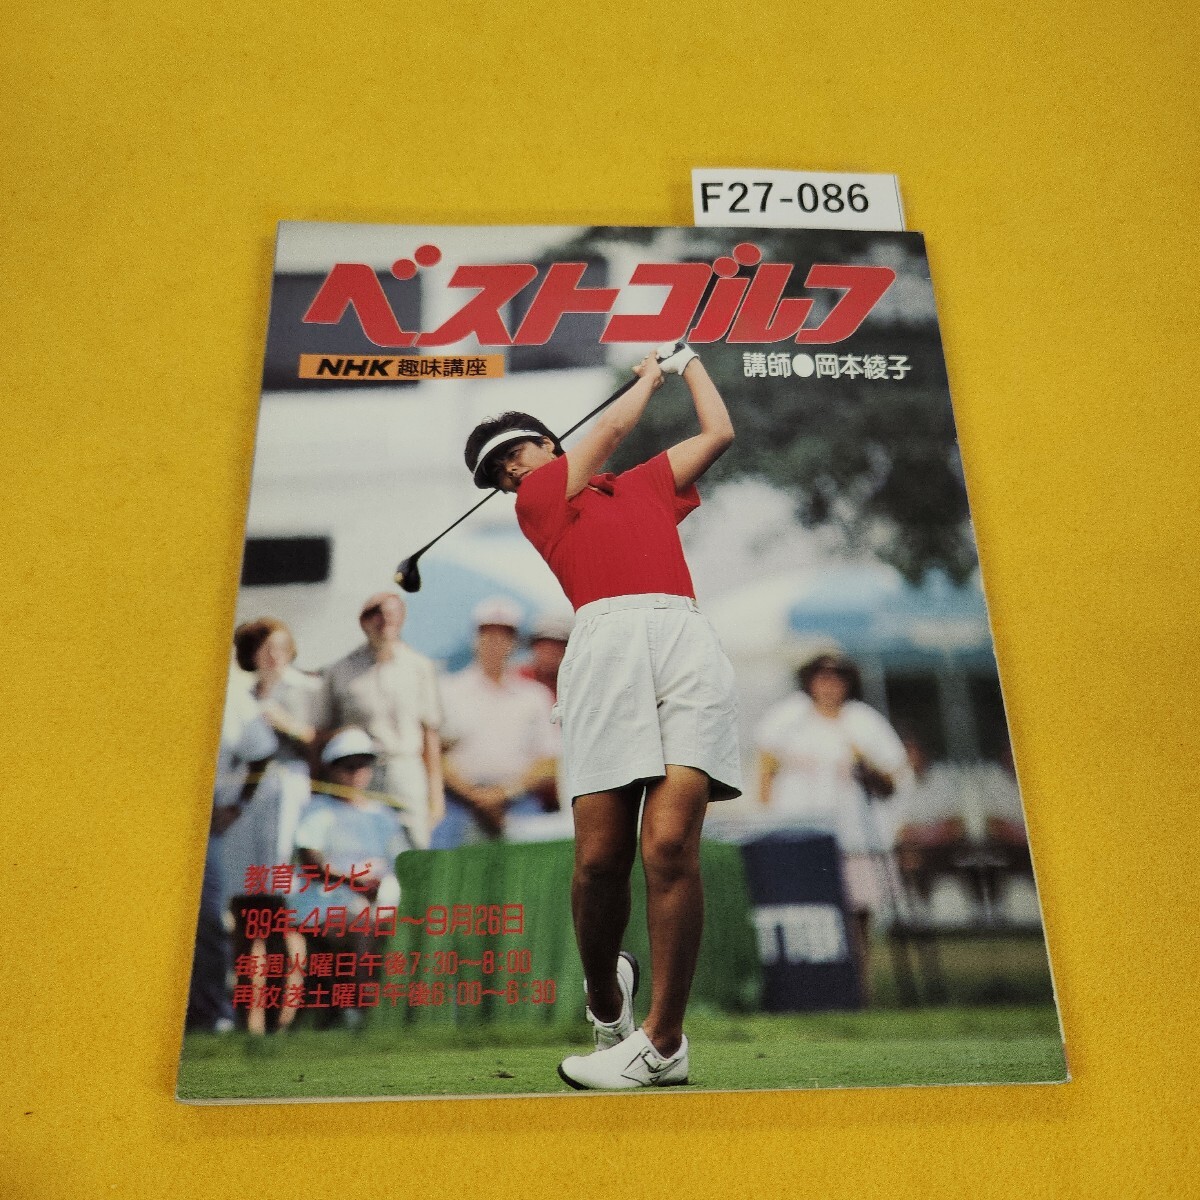 F27-086
ベストゴルフ
NHK 趣味講座
講師●岡本綾子
教育テレビ
'89年4月4日〜9月26日
毎週火曜日午後7:30〜8:00
再放送土曜日午後6:00〜6:30